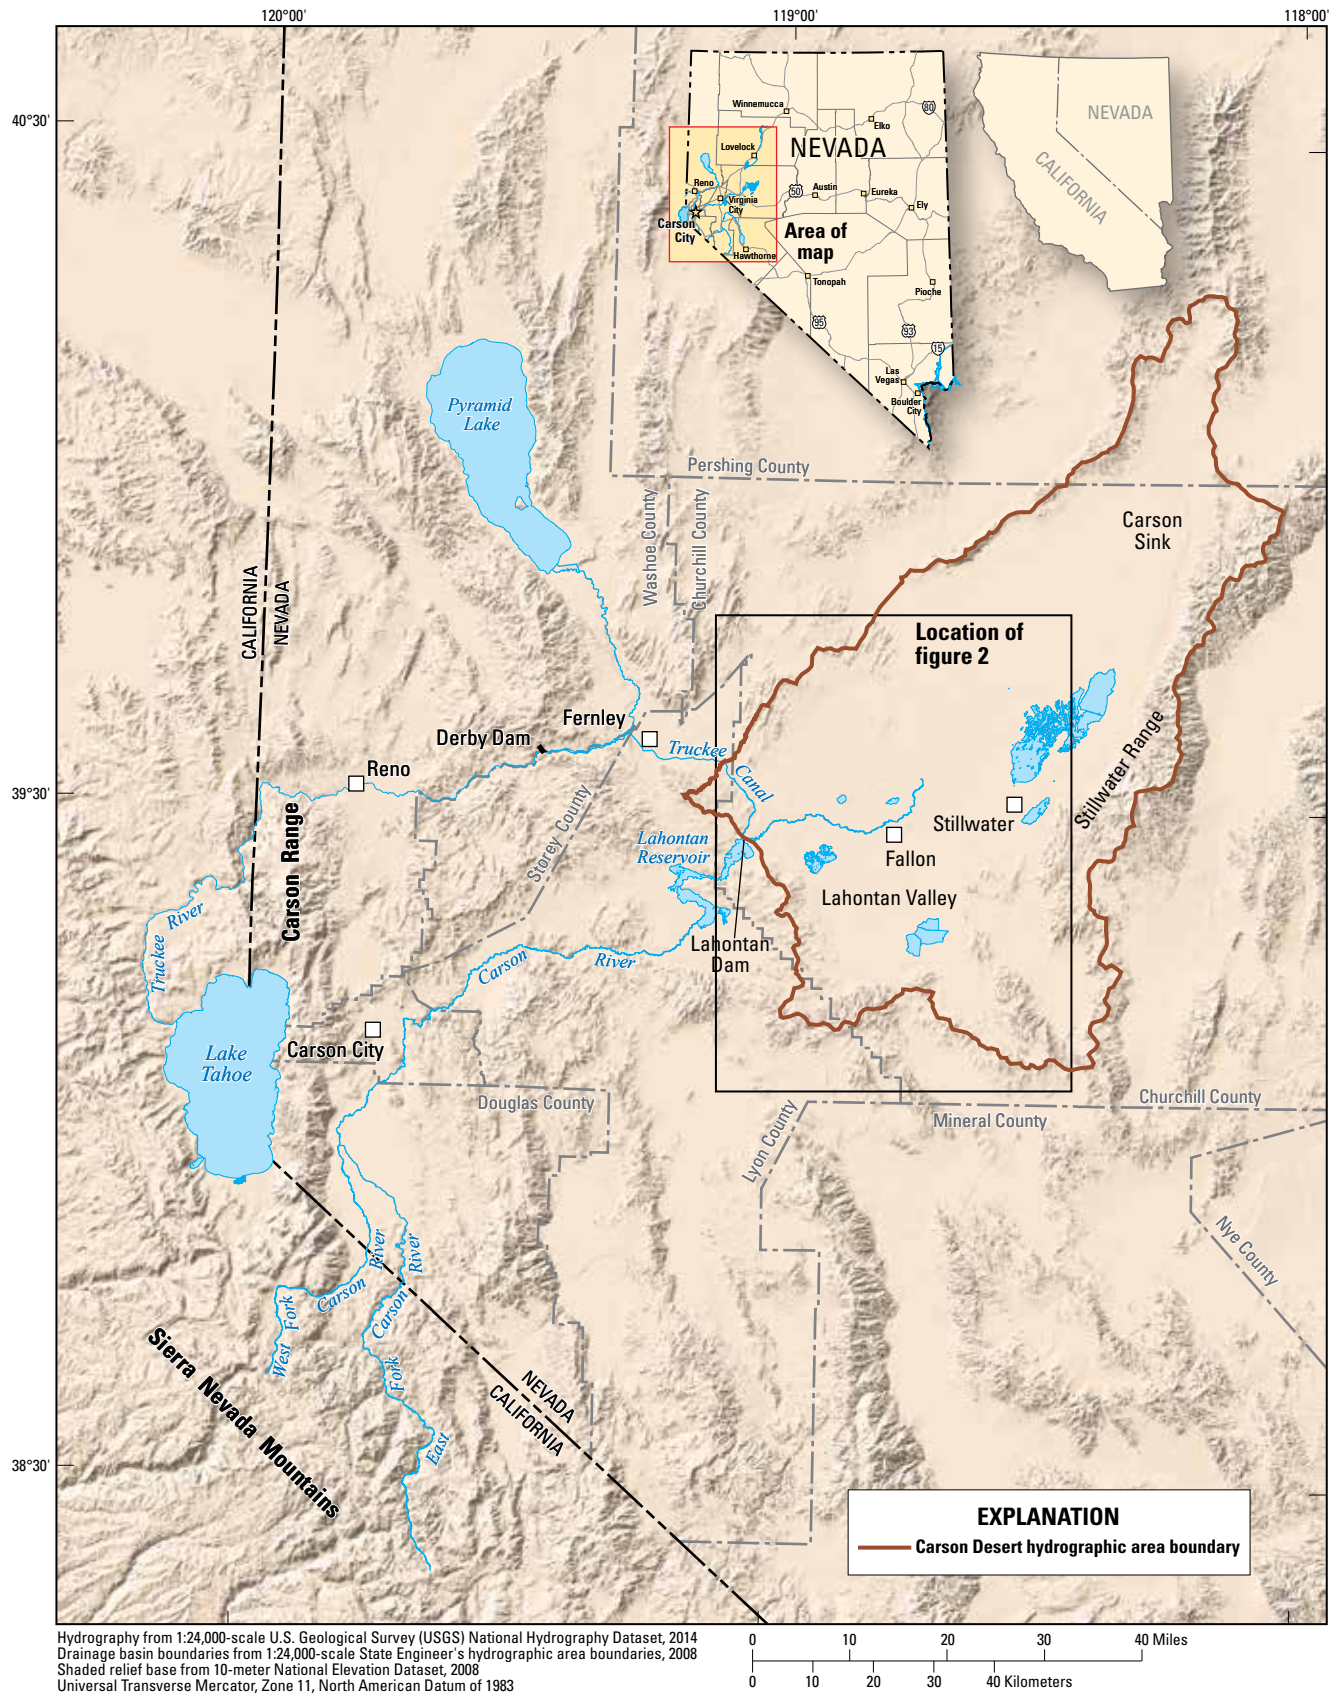 120°00'
119°00'
118°00'
40°30'
39°30'
38°30'
Winnemucca
80
Elko
Lovelock
NEVADA
Reno
50
Austin
Eureka
Virginia
City
Ely
Carson
City
Area of
map
Hawthorne
Tonopah
Pioche
95
93
15
Las
Vegas
Boulder
City
NEVADA
CALIFORNIA
Pyramid
Lake
Pershing County
Washoe County
Churchill County
Carson
Sink
CALIFORNIA
NEVADA
Location of
figure 2
Fernley
Derby Dam
Truckee
Canal
Reno
Stillwater Range
Stillwater
Storey County
Lahontan
Reservoir
Fallon
Carson Range
Lahontan Valley
Truckee
River
Lahontan
Dam
Carson
River
Carson City
Lake
Tahoe
Douglas County
Lyon County
Churchill County
Mineral County
Nye County
West
Fork
Carson
River
East
Fork
Carson
River
Sierra Nevada Mountains
NEVADA
CALIFORNIA
EXPLANATION
Carson Desert hydrographic area boundary
Hydrography from 1:24,000-scale U.S. Geological Survey (USGS) National Hydrography Dataset, 2014
Drainage basin boundaries from 1:24,000-scale State Engineer's hydrographic area boundaries, 2008
Shaded relief base from 10-meter National Elevation Dataset, 2008
Universal Transverse Mercator, Zone 11, North American Datum of 1983
0 10 20 30 40 Miles
0 10 20 30 40 Kilometers